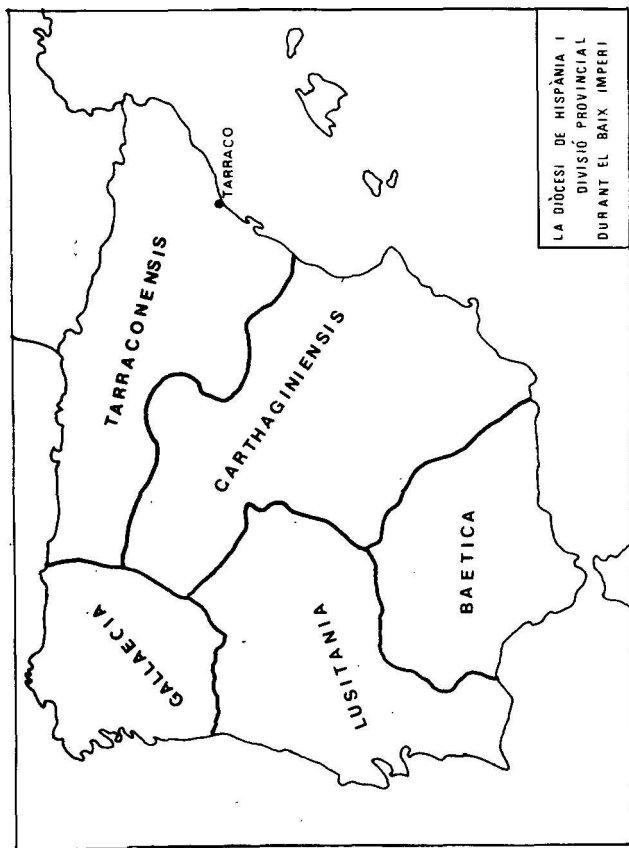 TARRACONENSIS
TARRACO
GALLAECIA
CARTHAGINIENSIS
LUSITANIA
BAETICA
LA DIÒCESI DE HISPÀNIA I
DIVISIÓ PROVINCIAL
DURANT EL BAIX IMPERI